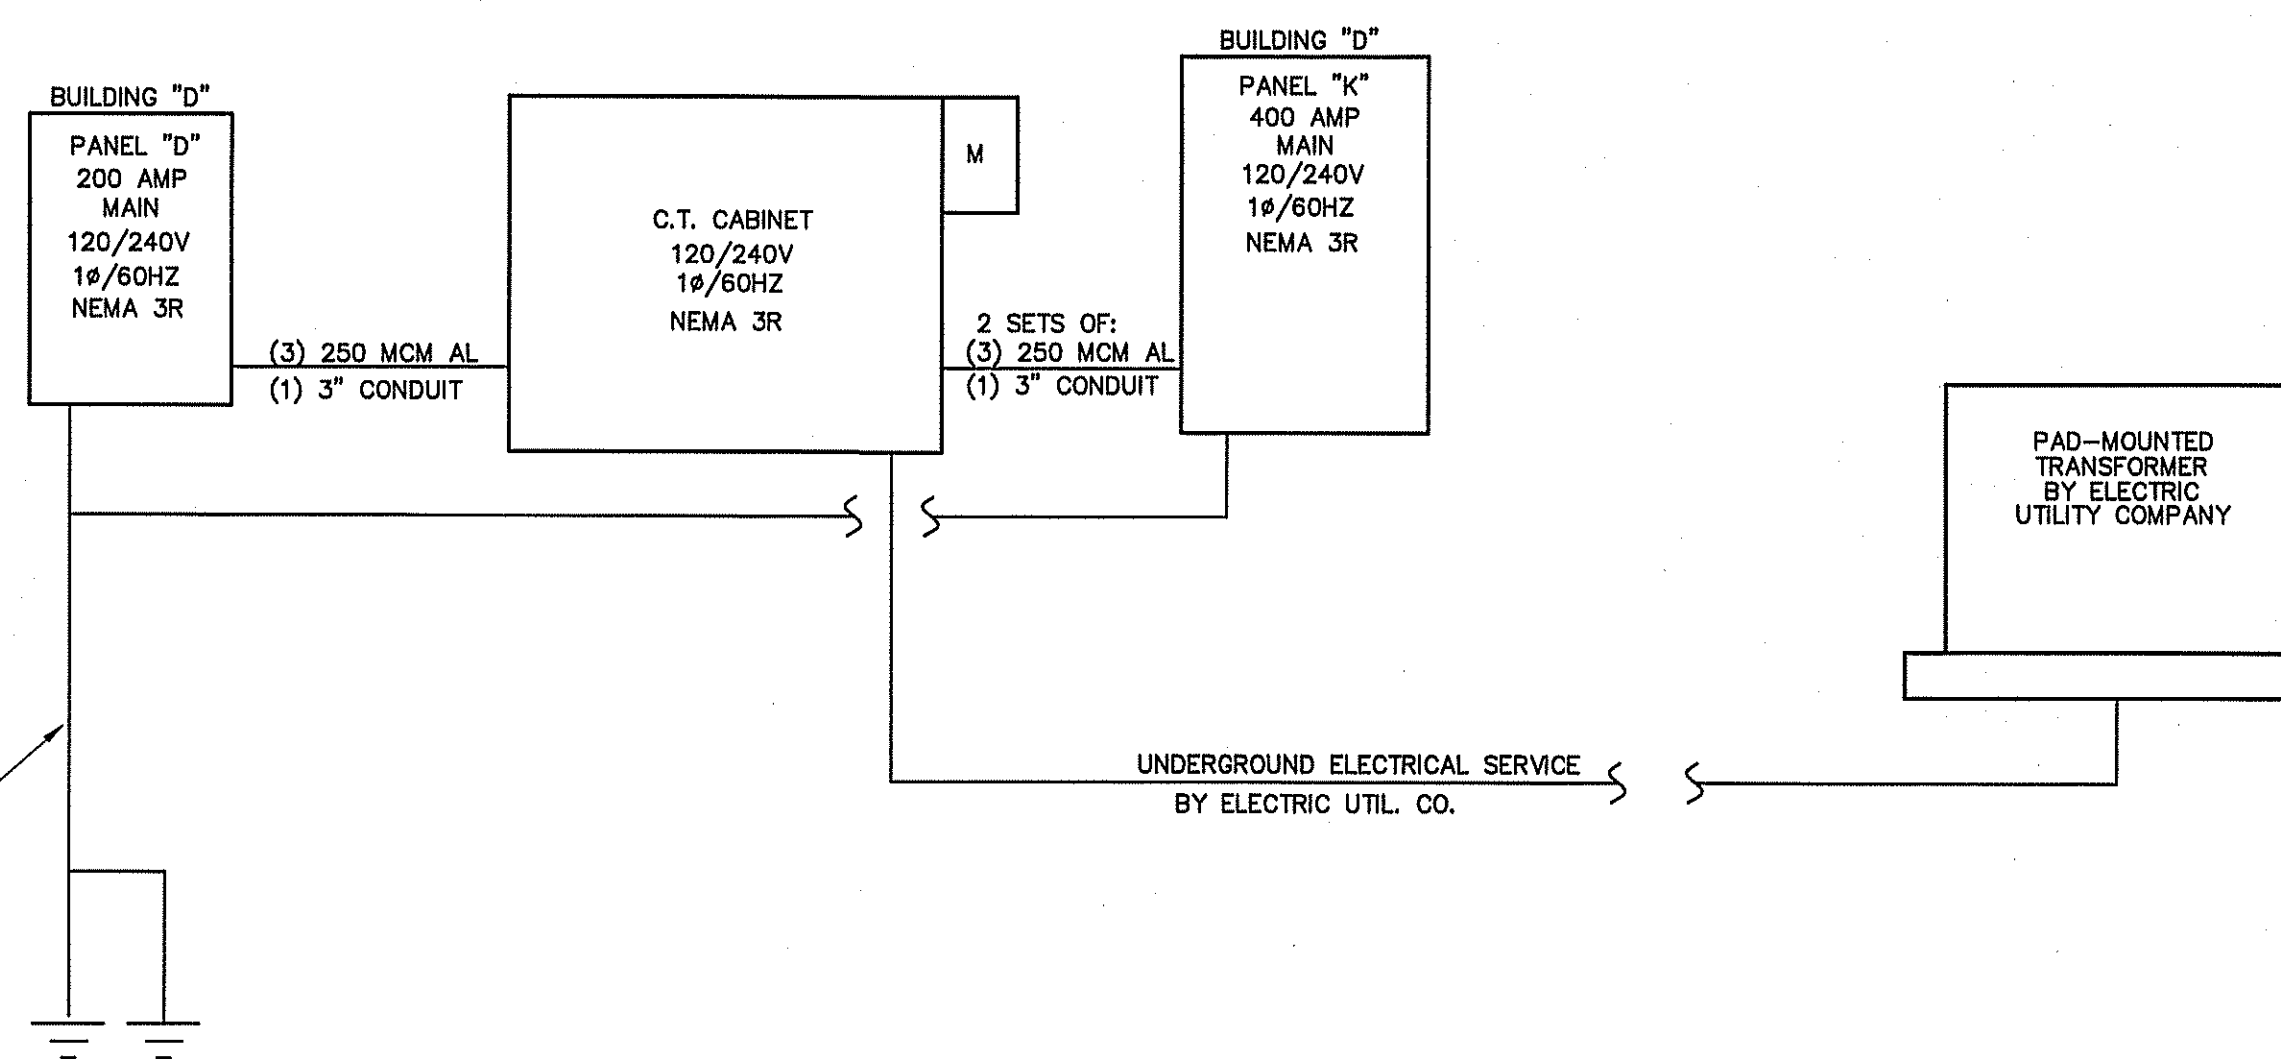 BUILDING "D"
PANEL "D"
200 AMP
MAIN
120/240V
1ø/60HZ
NEMA 3R
(3) 250 MCM AL
(1) 3" CONDUIT
C.T. CABINET
120/240V
1ø/60HZ
NEMA 3R
M
2 SETS OF:
(3) 250 MCM AL
(1) 3" CONDUIT
BUILDING "D"
PANEL "K"
400 AMP
MAIN
120/240V
1ø/60HZ
NEMA 3R
PAD-MOUNTED
TRANSFORMER
BY ELECTRIC
UTILITY COMPANY
UNDERGROUND ELECTRICAL SERVICE
BY ELECTRIC UTIL. CO.